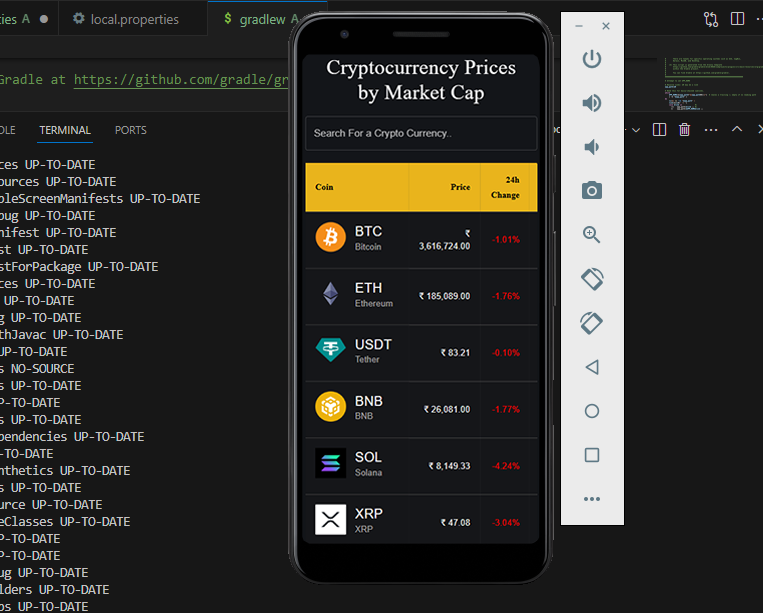 ies A
local.properties
$ gradlew A
Gradle at https://github.com/gradle/gr
TERMINAL
PORTS
ces UP-TO-DATE
ources UP-TO-DATE
bleScreenManifests UP-TO-DATE
bug UP-TO-DATE
nifest UP-TO-DATE
st UP-TO-DATE
stForPackage UP-TO-DATE
ces UP-TO-DATE
UP-TO-DATE
g UP-TO-DATE
thJavac UP-TO-DATE
UP-TO-DATE
s NO-SOURCE
s UP-TO-DATE
P-TO-DATE
s UP-TO-DATE
pendencies UP-TO-DATE
-TO-DATE
nthetics UP-TO-DATE
s UP-TO-DATE
urce UP-TO-DATE
eClasses UP-TO-DATE
P-TO-DATE
P-TO-DATE
ug UP-TO-DATE
lders UP-TO-DATE
ps UP-TO-DATE
Cryptocurrency Prices
by Market Cap
Search For a Crypto Currency..
Coin Price 24h
Change
BTC ₹
Bitcoin 3,616,724.00 -1.01%
ETH
Ethereum ₹ 185,089.00 -1.76%
USDT
Tether ₹ 83.21 -0.10%
BNB
BNB ₹ 26,081.00 -1.77%
SOL
Solana ₹ 8,149.33 -4.24%
XRP
XRP ₹ 47.08 -3.04%